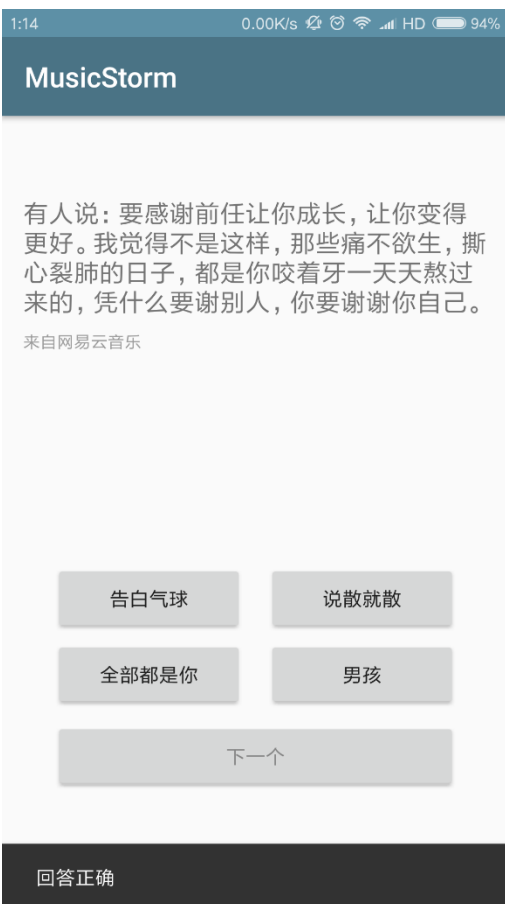 1:14 0.00K/s HD 94%
MusicStorm
有人说：要感谢前任让你成长，让你变得
更好。我觉得不是这样，那些痛不欲生，撕
心裂肺的日子，都是你咬着牙一天天熬过
来的，凭什么要谢别人，你要谢谢你自己。
来自网易云音乐
告白气球 说散就散
全部都是你 男孩
下一个
回答正确